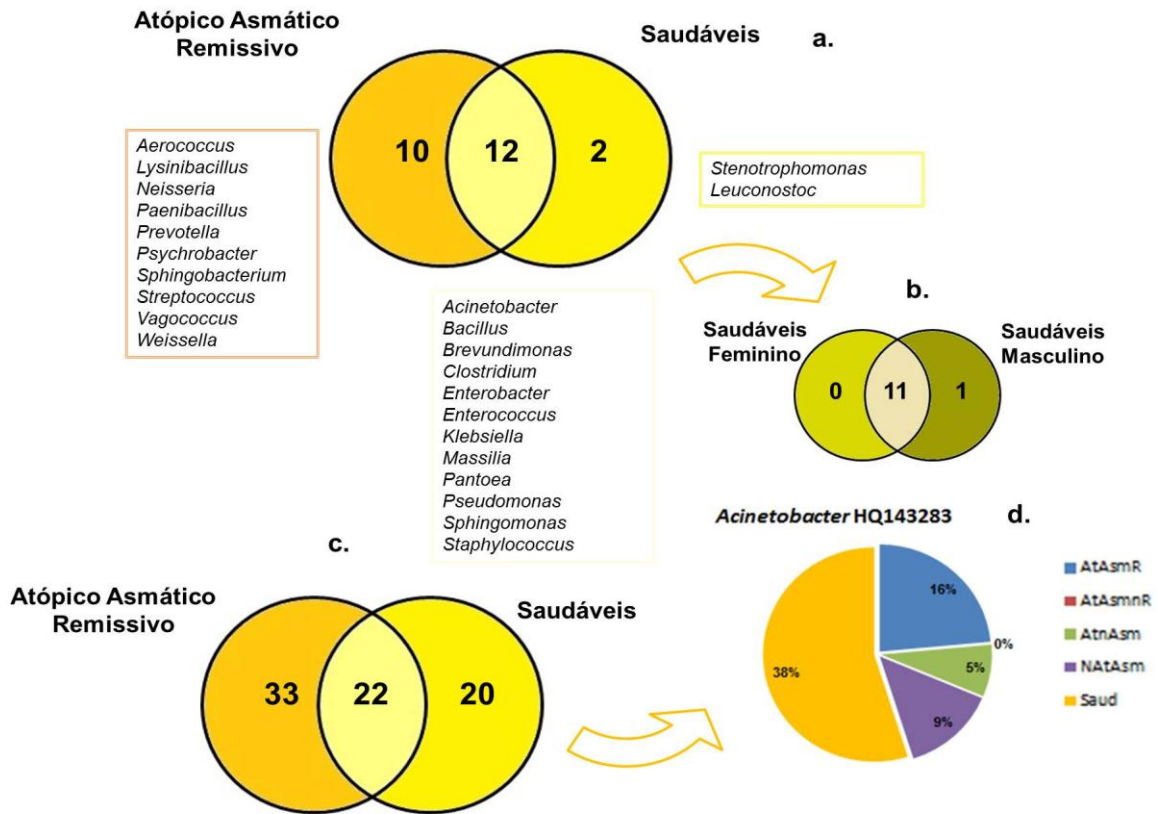 Atópico Asmático
Remissivo
Saudáveis
a.
10
12
2
Aerococcus
Lysinibacillus
Neisseria
Paenibacillus
Prevotella
Psychrobacter
Sphingobacterium
Streptococcus
Vagococcus
Weissella
Stenotrophomonas
Leuconostoc
Acinetobacter
Bacillus
Brevundimonas
Clostridium
Enterobacter
Enterococcus
Klebsiella
Massilia
Pantoea
Pseudomonas
Sphingomonas
Staphylococcus
b.
Saudáveis
Feminino
Saudáveis
Masculino
0
11
1
c.
Atópico Asmático
Remissivo
Saudáveis
33
22
20
Acinetobacter HQ143283
d.
16%
0%
5%
9%
38%
AtAsmR
AtAsmnR
AtnAsm
NAtAsm
Saud